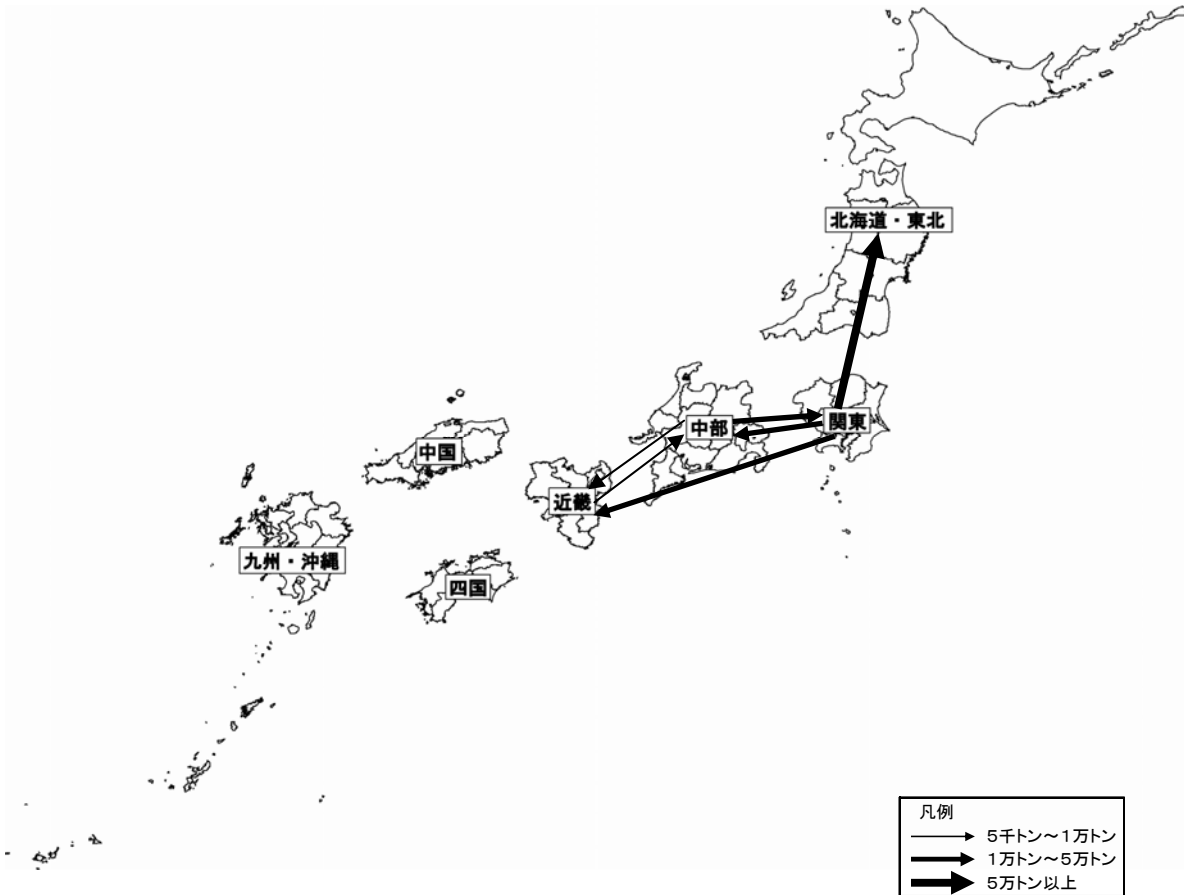 北海道・東北
中部
関東
中国
近畿
九州・沖縄
四国
凡例
5千トン～1万トン
1万トン～5万トン
5万トン以上